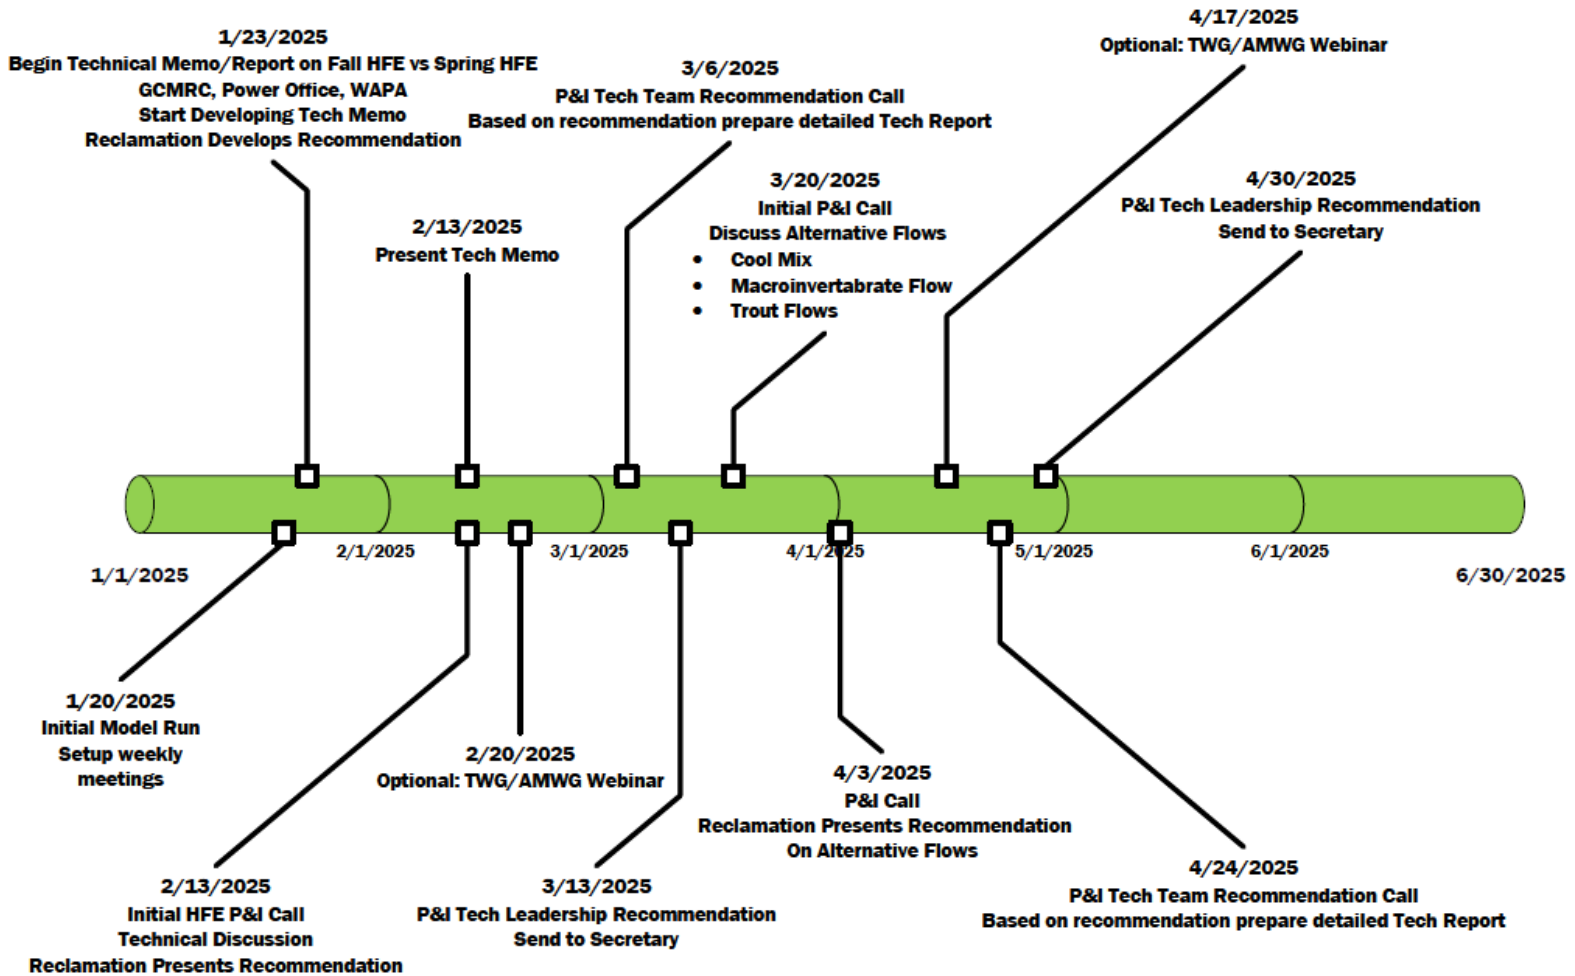 1/23/2025
Begin Technical Memo/Report on Fall HFE vs Spring HFE
GCMRC, Power Office, WAPA
Start Developing Tech Memo
Reclamation Develops Recommendation
2/13/2025
Present Tech Memo
3/6/2025
P&I Tech Team Recommendation Call
Based on recommendation prepare detailed Tech Report
3/20/2025
Initial P&I Call
Discuss Alternative Flows
• Cool Mix
• Macroinvertabrate Flow
• Trout Flows
4/17/2025
Optional: TWG/AMWG Webinar
4/30/2025
P&I Tech Leadership Recommendation
Send to Secretary
1/1/2025
2/1/2025
3/1/2025
4/1/2025
5/1/2025
6/1/2025
6/30/2025
1/20/2025
Initial Model Run
Setup weekly
meetings
2/13/2025
Initial HFE P&I Call
Technical Discussion
Reclamation Presents Recommendation
2/20/2025
Optional: TWG/AMWG Webinar
3/13/2025
P&I Tech Leadership Recommendation
Send to Secretary
4/3/2025
P&I Call
Reclamation Presents Recommendation
On Alternative Flows
4/24/2025
P&I Tech Team Recommendation Call
Based on recommendation prepare detailed Tech Report